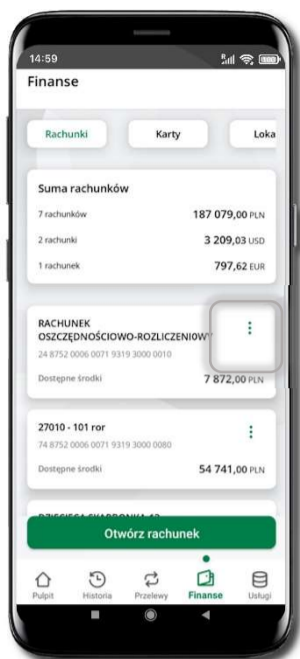 14:59
Finanse
Rachunki Karty Loka
Suma rachunków
7 rachunków 187 079,00 PLN
2 rachunki 3 209,03 USD
1 rachunek 797,62 EUR
RACHUNEK
OSZCZĘDNOŚCIOWO-ROZLICZENI0WY
24 8752 0006 0071 9319 3000 0010
Dostępne środki 7 872,00 PLN
27010 - 101 ror
74 8752 0006 0071 9319 3000 0080
Dostępne środki 54 741,00 PLN
Otwórz rachunek
Pulpit Historia Przelewy Finanse Usługi